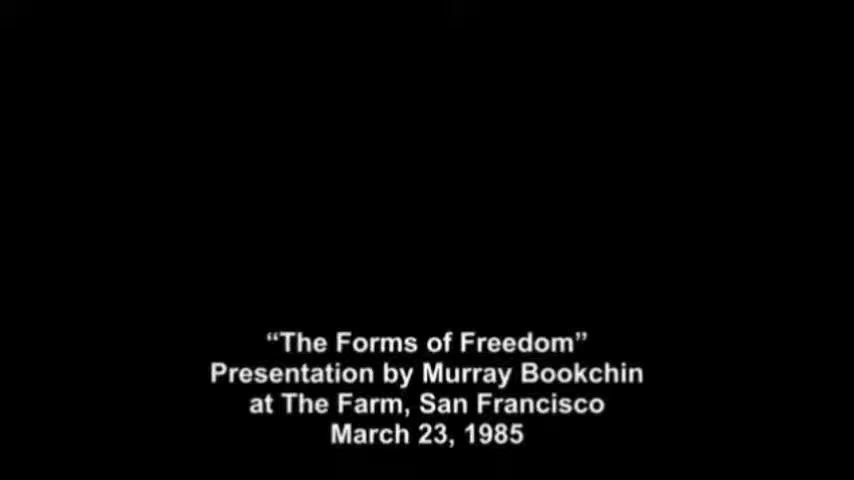 “The Forms of Freedom”
Presentation by Murray Bookchin
at The Farm, San Francisco
March 23, 1985